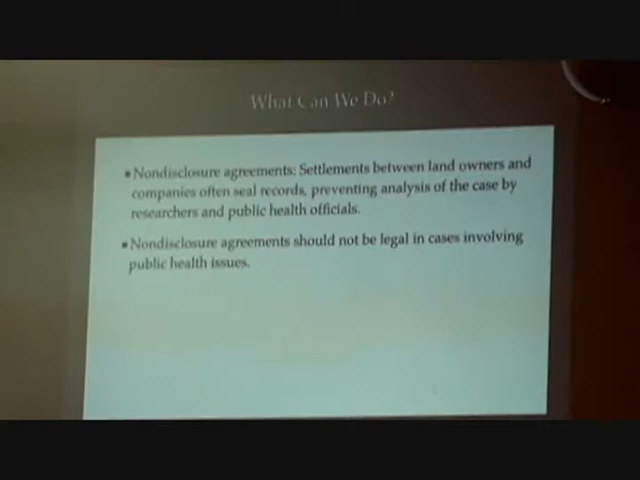 What Can We Do?
• Nondisclosure agreements: Settlements between land owners and
companies often seal records, preventing analysis of the case by
researchers and public health officials.
• Nondisclosure agreements should not be legal in cases involving
public health issues.